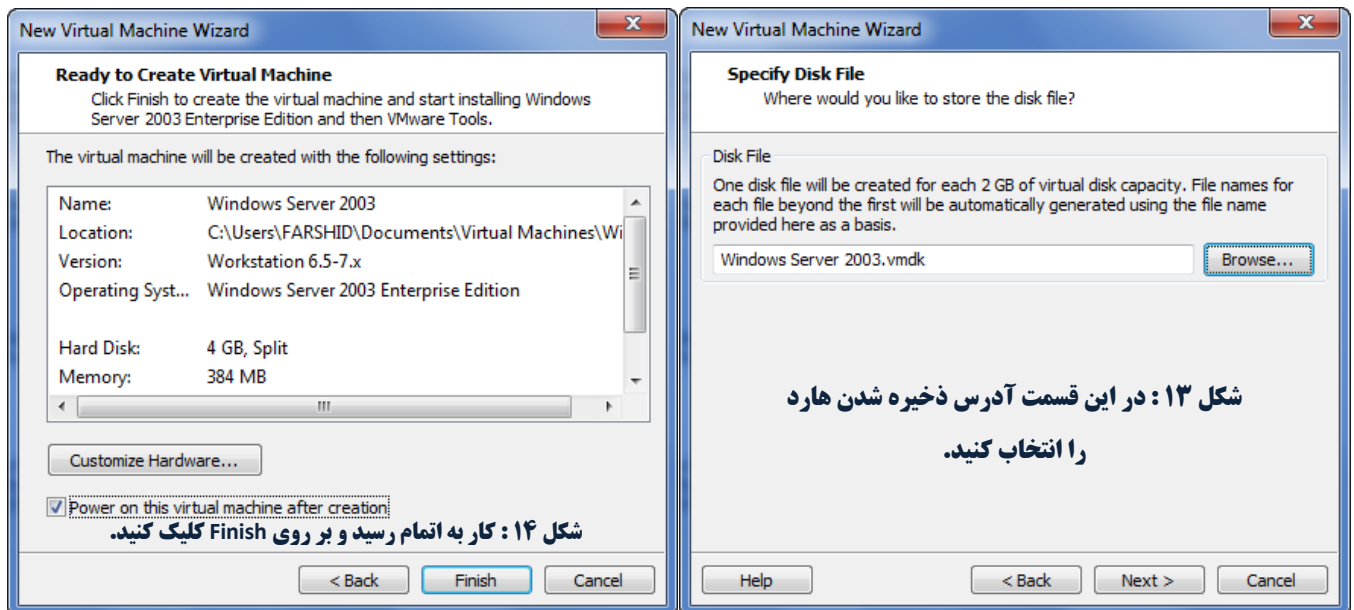 New Virtual Machine Wizard
Ready to Create Virtual Machine
Click Finish to create the virtual machine and start installing Windows
Server 2003 Enterprise Edition and then VMware Tools.
The virtual machine will be created with the following settings:
Name: Windows Server 2003
Location: C:\Users\FARSHID\Documents\Virtual Machines\Wi
Version: Workstation 6.5-7.x
Operating Syst... Windows Server 2003 Enterprise Edition
Hard Disk: 4 GB, Split
Memory: 384 MB
Customize Hardware...
Power on this virtual machine after creation
شکل ۱۴ : کار به اتمام رسید و بر روی Finish کلیک کنید.
< Back Finish Cancel
New Virtual Machine Wizard
Specify Disk File
Where would you like to store the disk file?
Disk File
One disk file will be created for each 2 GB of virtual disk capacity. File names for
each file beyond the first will be automatically generated using the file name
provided here as a basis.
Windows Server 2003.vmdk Browse...
شکل ۱۳ : در این قسمت آدرس ذخیره شدن هارد
را انتخاب کنید.
Help < Back Next > Cancel